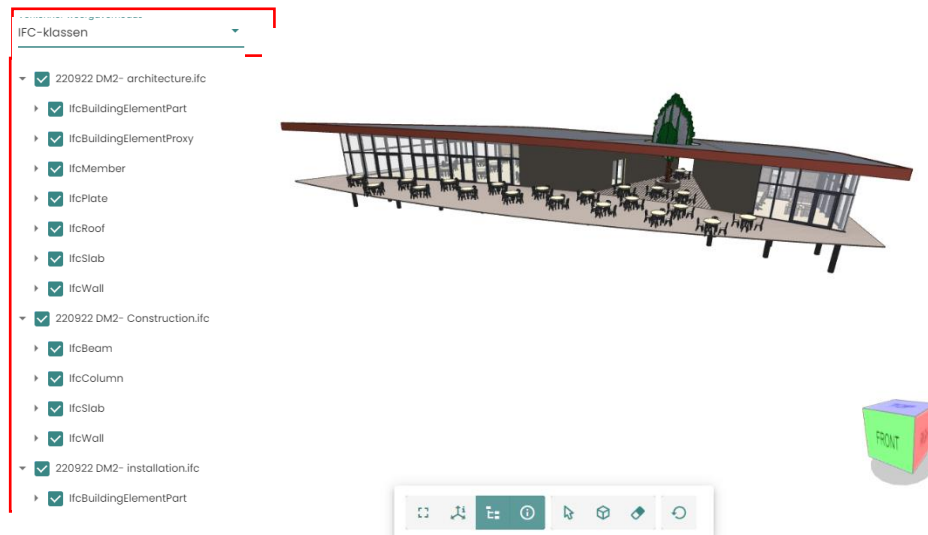 IFC-klassen
220922 DM2- architecture.ifc
IfcBuildingElementPart
IfcBuildingElementProxy
IfcMember
IfcPlate
IfcRoof
IfcSlab
IfcWall
220922 DM2- Construction.ifc
IfcBeam
IfcColumn
IfcSlab
IfcWall
220922 DM2- installation.ifc
IfcBuildingElementPart
FRONT